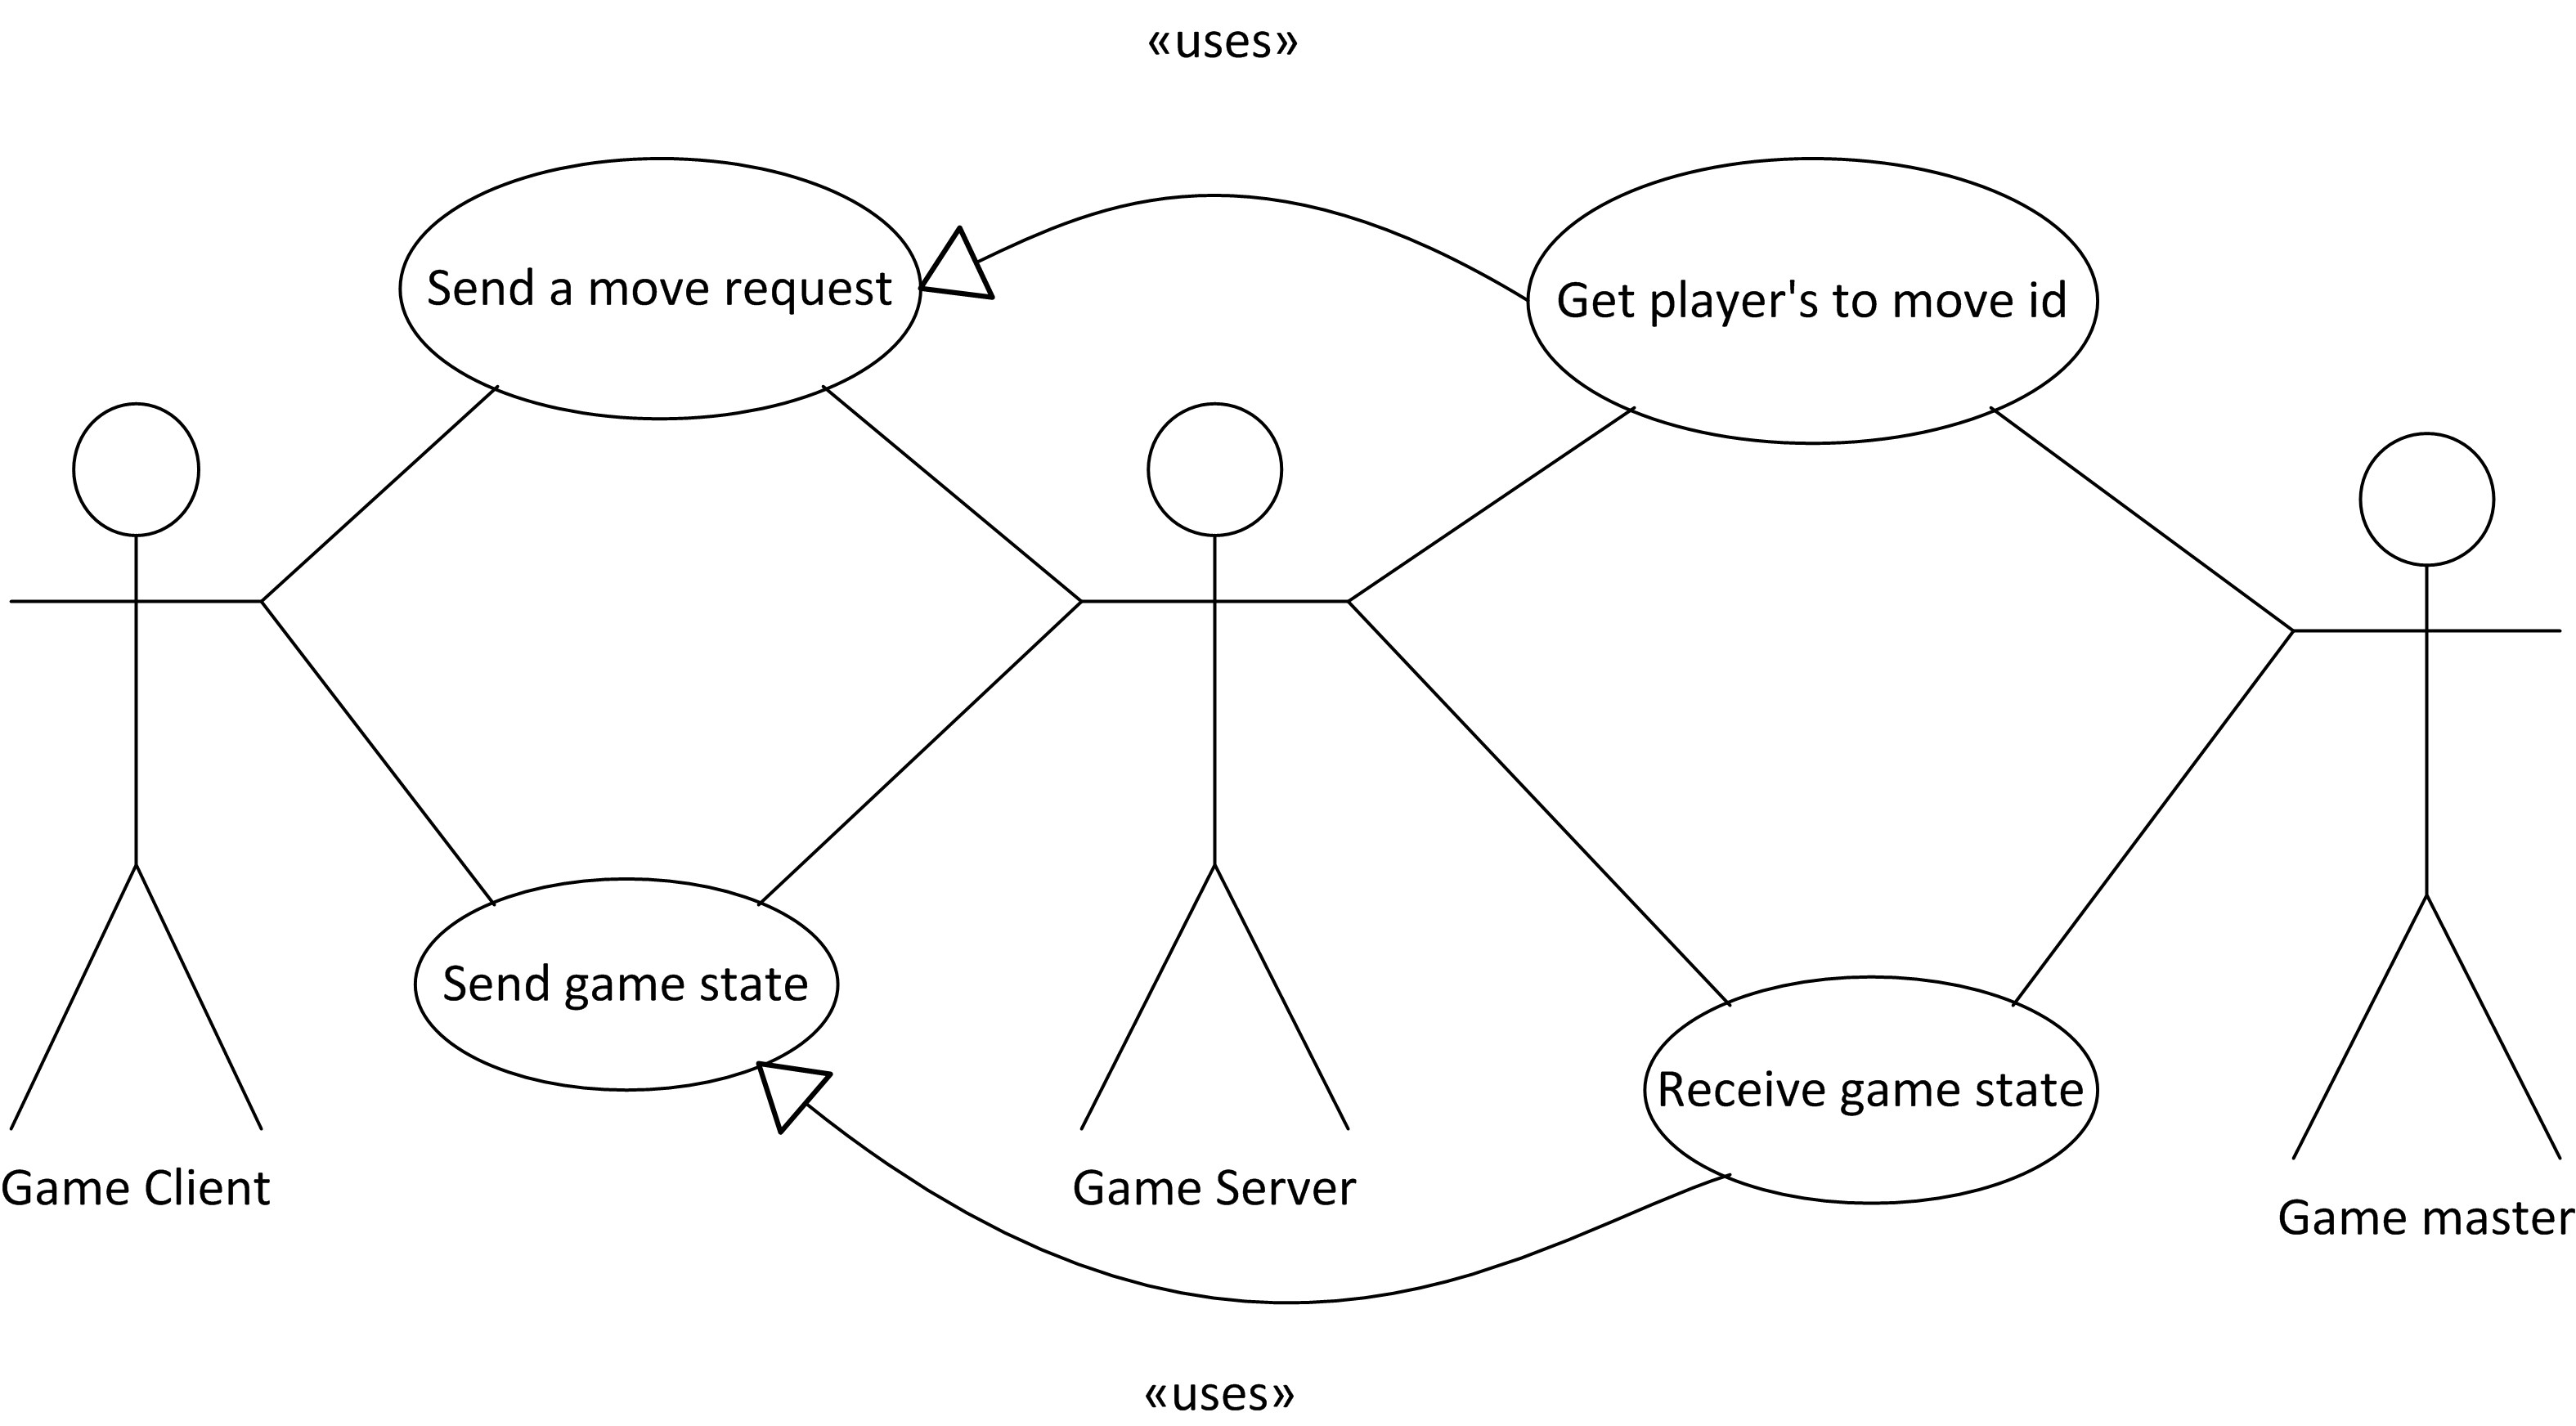 «uses»
Send a move request
Get player's to move id
Send game state
Receive game state
Game Client
Game Server
Game master
«uses»